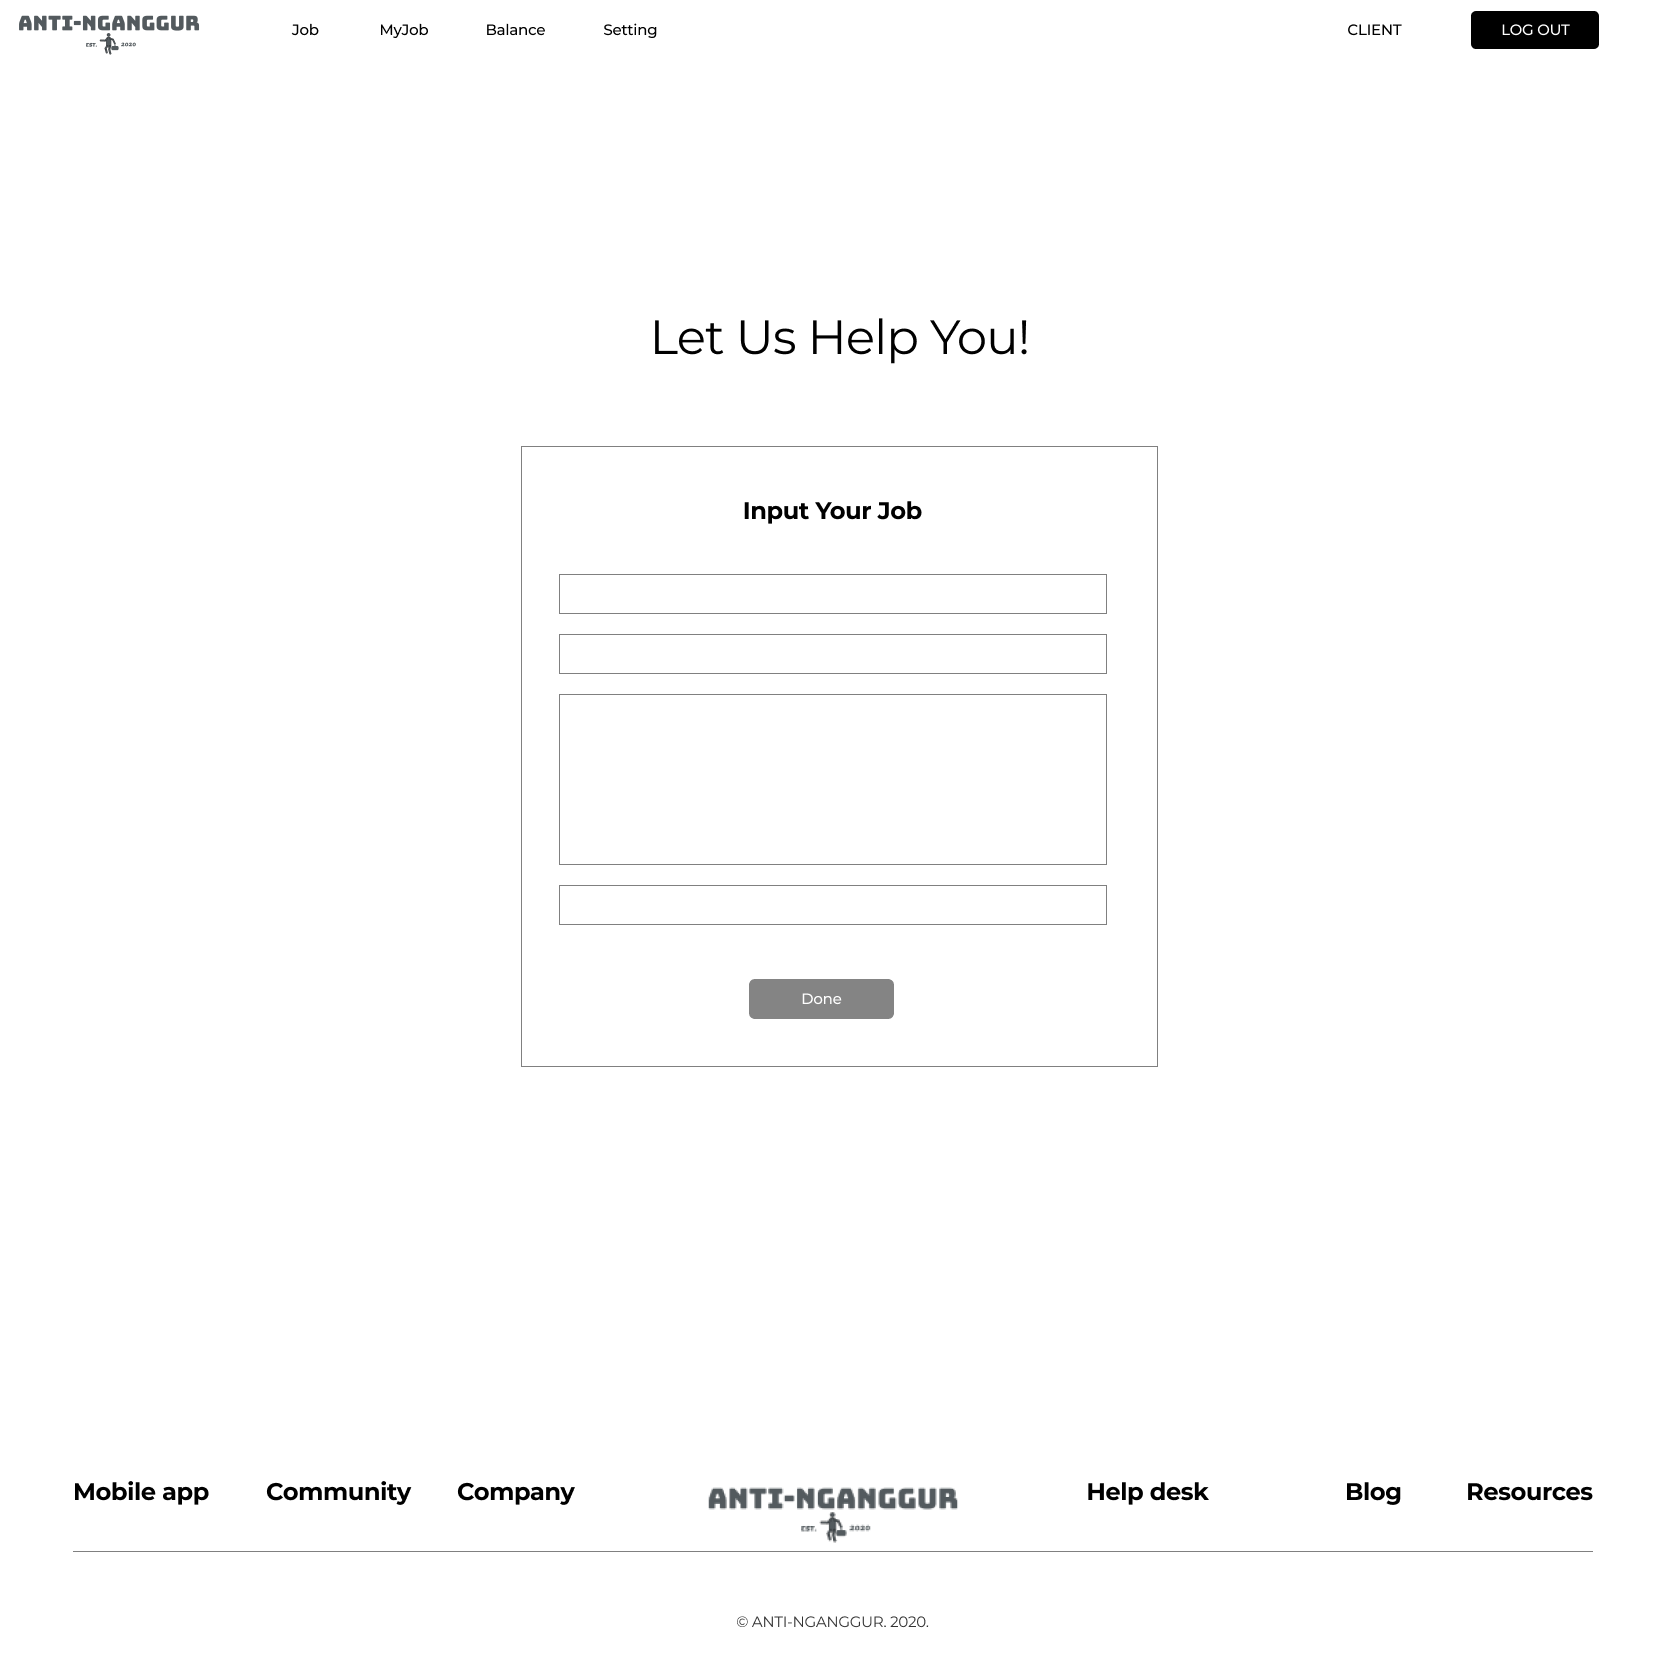 ANTI-NGANGGUR
EST. 2020
Job MyJob Balance Setting CLIENT LOG OUT
Let Us Help You!
Input Your Job
Done
Mobile app Community Company ANTI-NGANGGUR Help desk Blog Resources
EST. 2020
© ANTI-NGANGGUR. 2020.